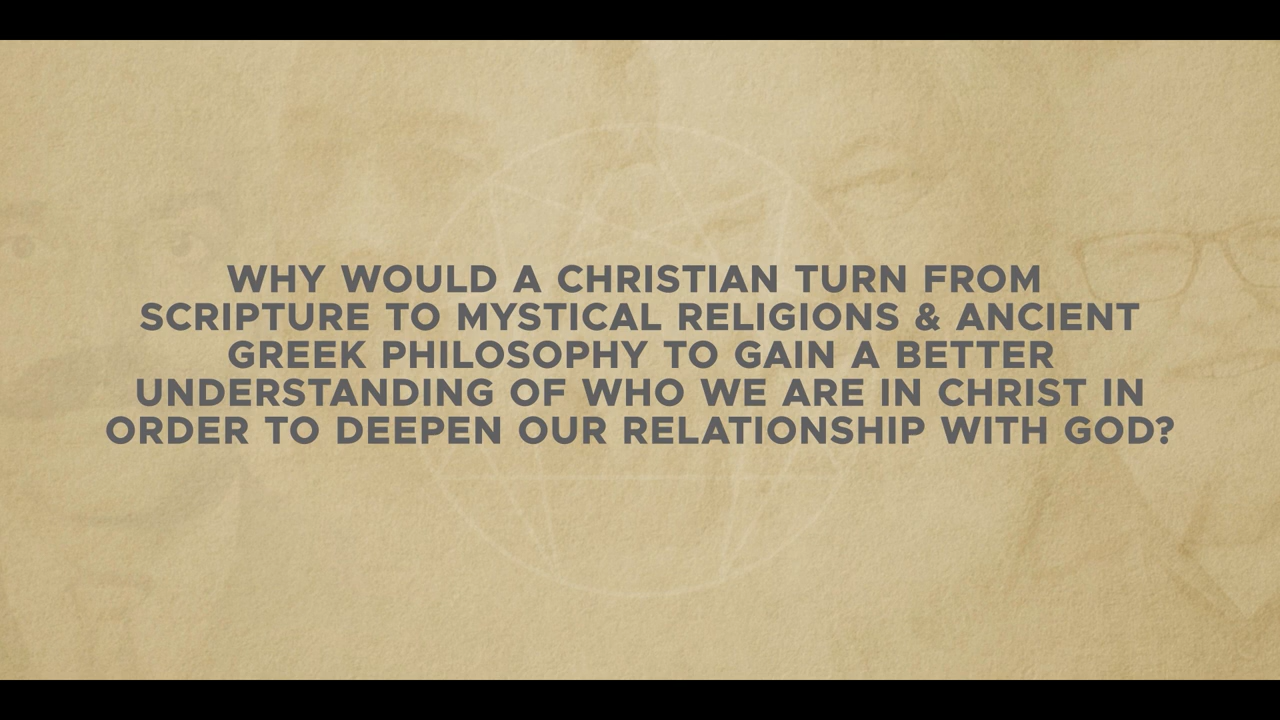 WHY WOULD A CHRISTIAN TURN FROM
SCRIPTURE TO MYSTICAL RELIGIONS & ANCIENT
GREEK PHILOSOPHY TO GAIN A BETTER
UNDERSTANDING OF WHO WE ARE IN CHRIST IN
ORDER TO DEEPEN OUR RELATIONSHIP WITH GOD?